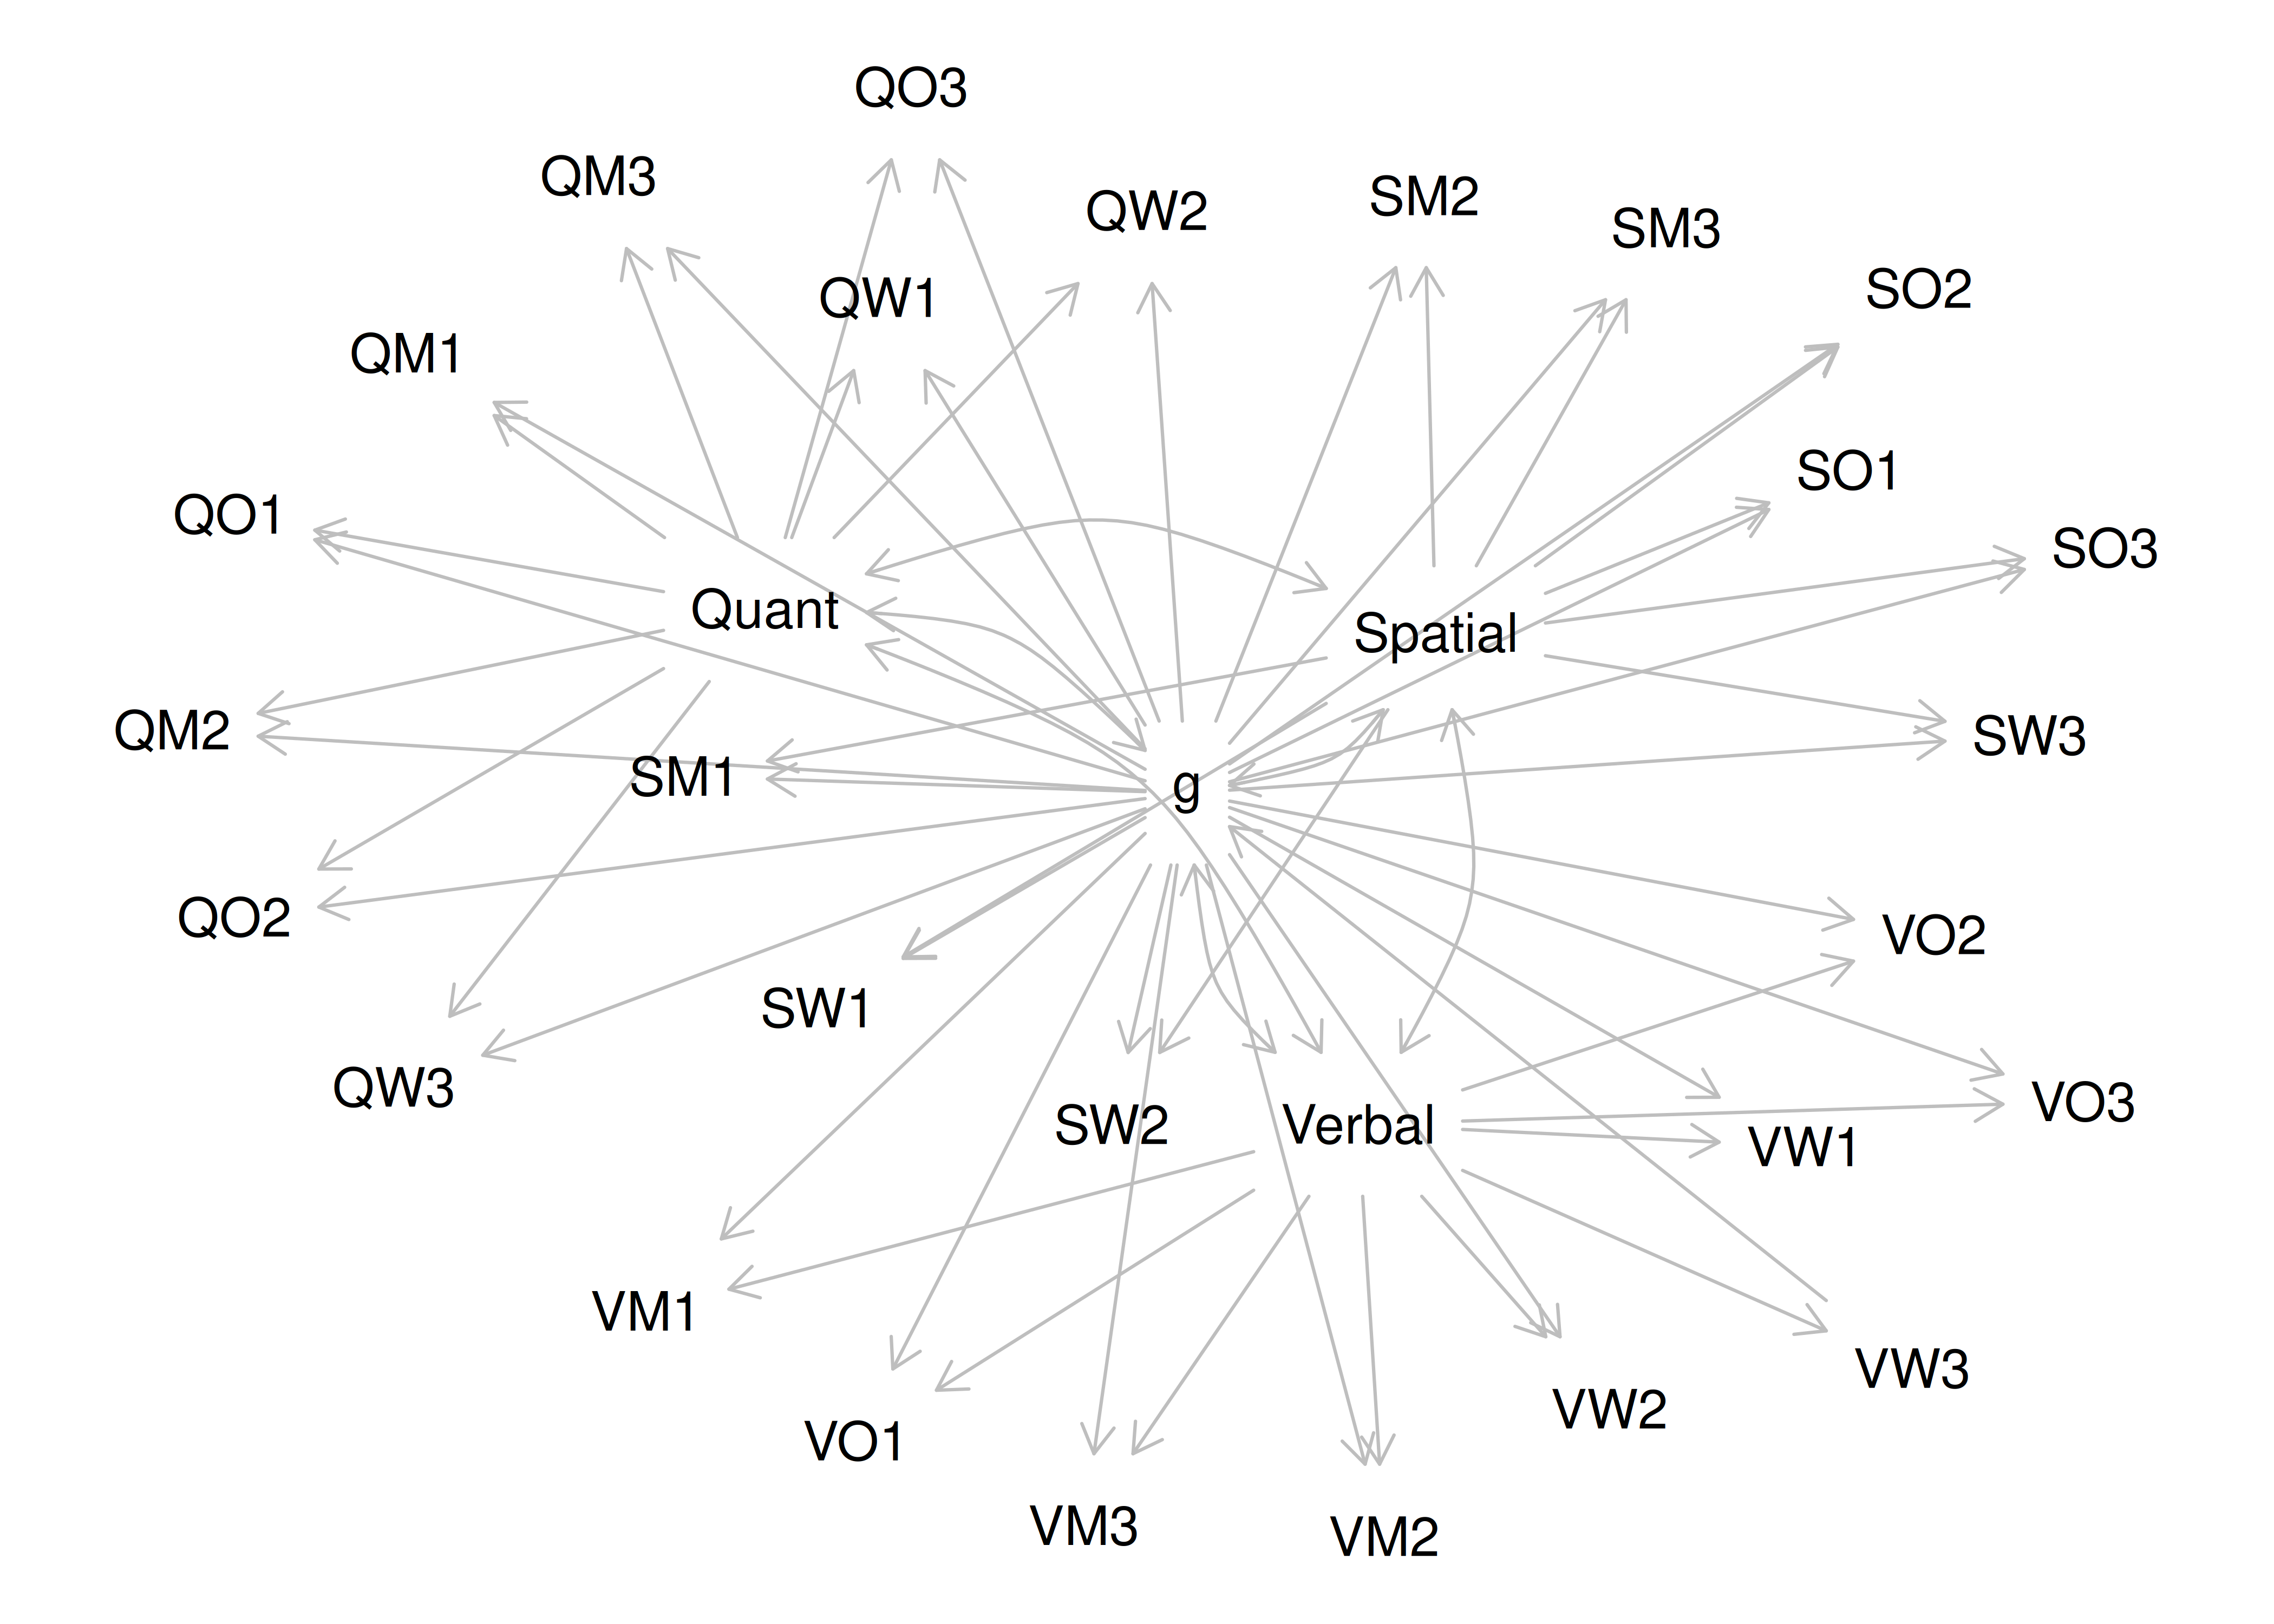 QO3
QM3
QW2
SM2
SM3
SO2
QW1
QM1
SO1
QO1
SO3
Quant
Spatial
QM2
SW3
SM1
g
QO2
VO2
SW1
QW3
SW2
Verbal
VO3
VW1
VM1
VW3
VW2
VO1
VM3
VM2